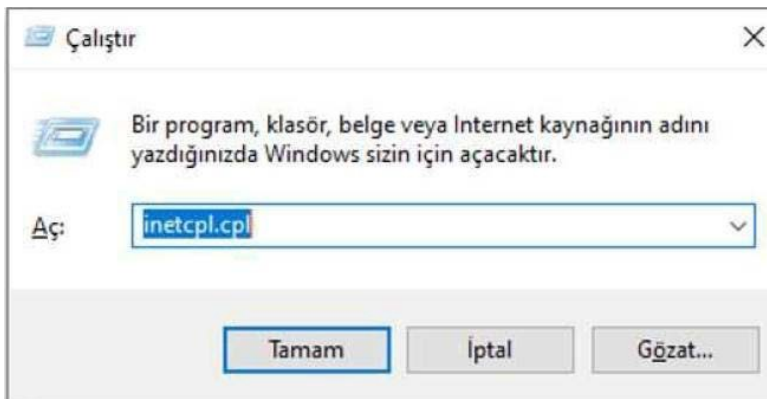 Çalıştır
Bir program, klasör, belge veya Internet kaynağının adını
yazdığınızda Windows sizin için açacaktır.
Aç:
inetcpl.cpl
Tamam
İptal
Gözat...